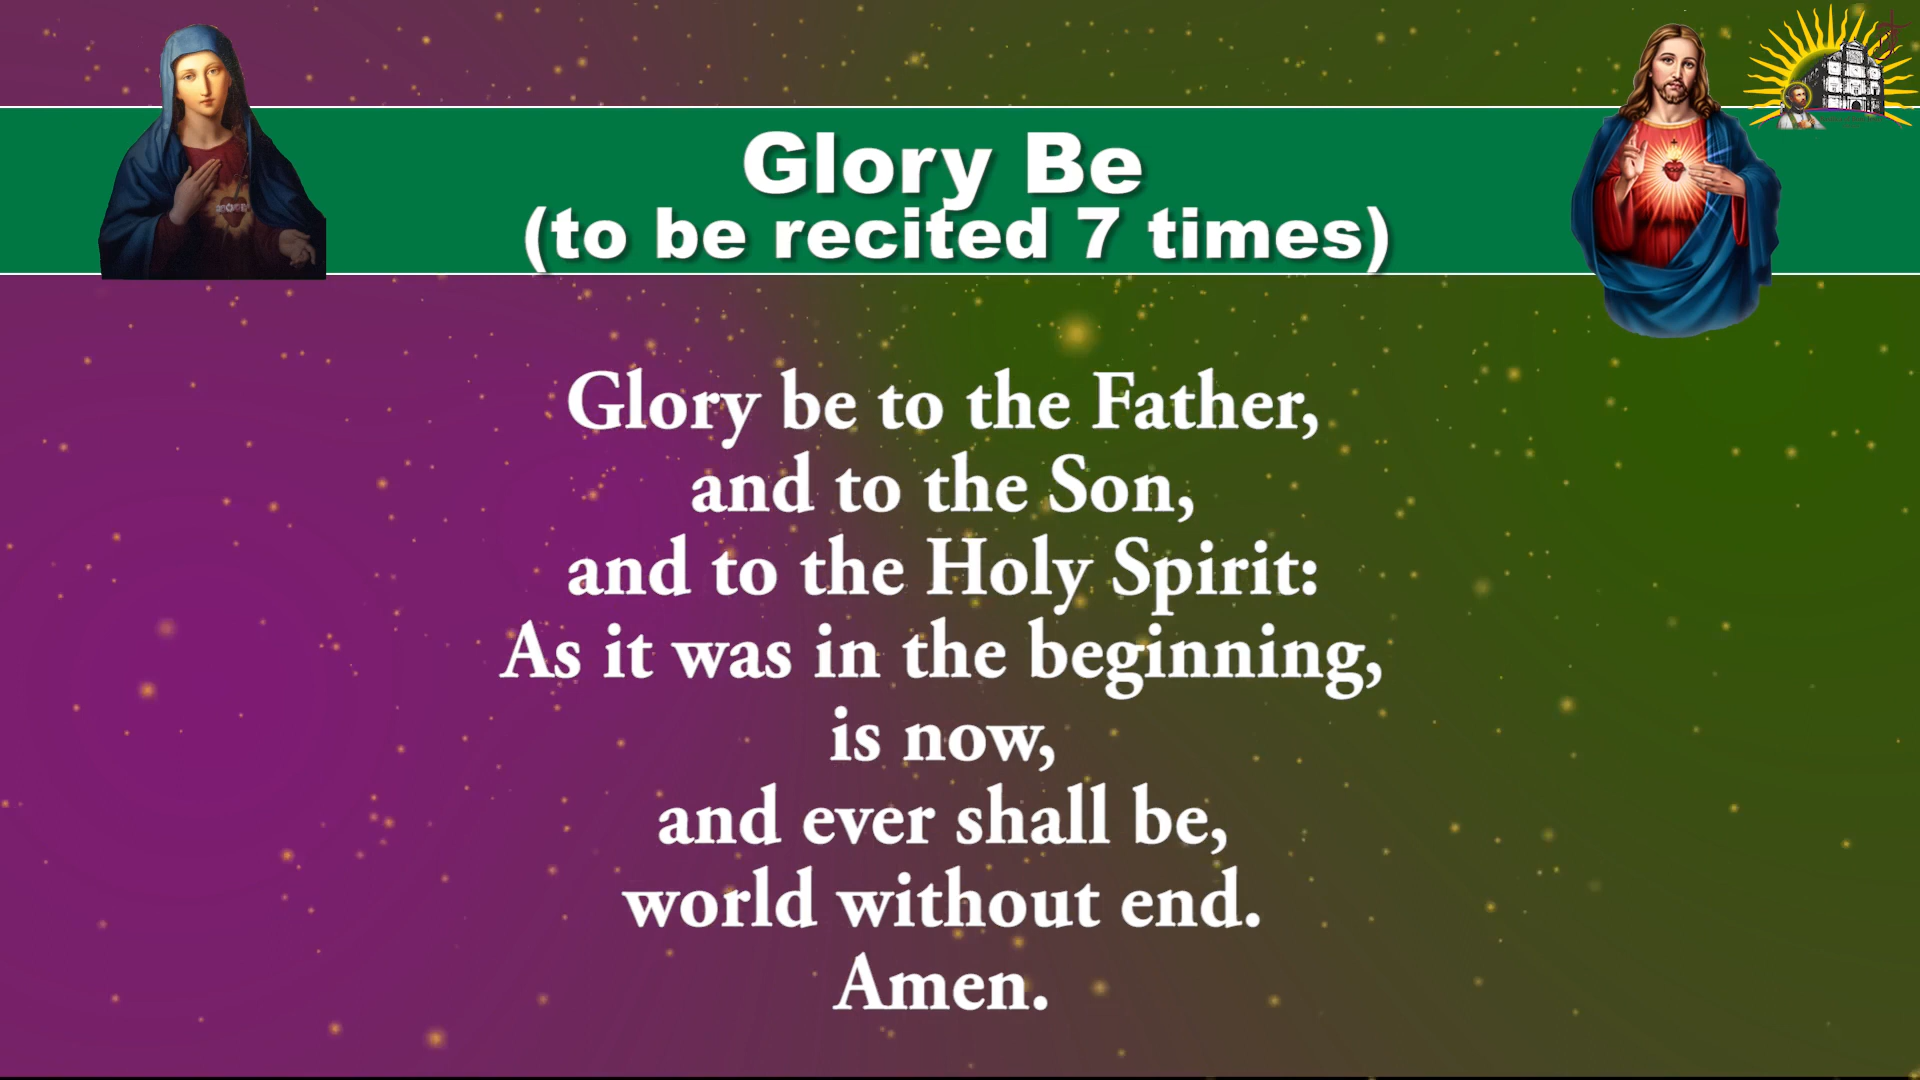 Glory Be
(to be recited 7 times)
Glory be to the Father,
and to the Son,
and to the Holy Spirit:
As it was in the beginning,
is now,
and ever shall be,
world without end.
Amen.